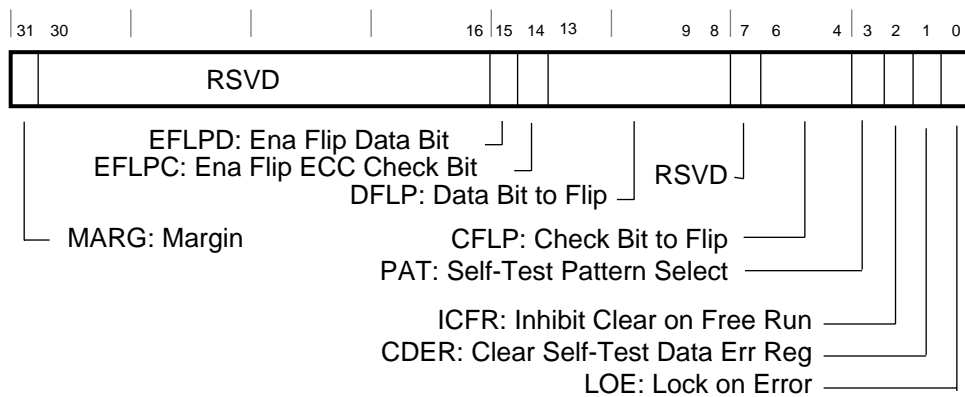 31 30 16 15 14 13 9 8 7 6 4 3 2 1 0
RSVD
EFLPD: Ena Flip Data Bit
EFLPC: Ena Flip ECC Check Bit
RSVD
DFLP: Data Bit to Flip
MARG: Margin
CFLP: Check Bit to Flip
PAT: Self-Test Pattern Select
ICFR: Inhibit Clear on Free Run
CDER: Clear Self-Test Data Err Reg
LOE: Lock on Error